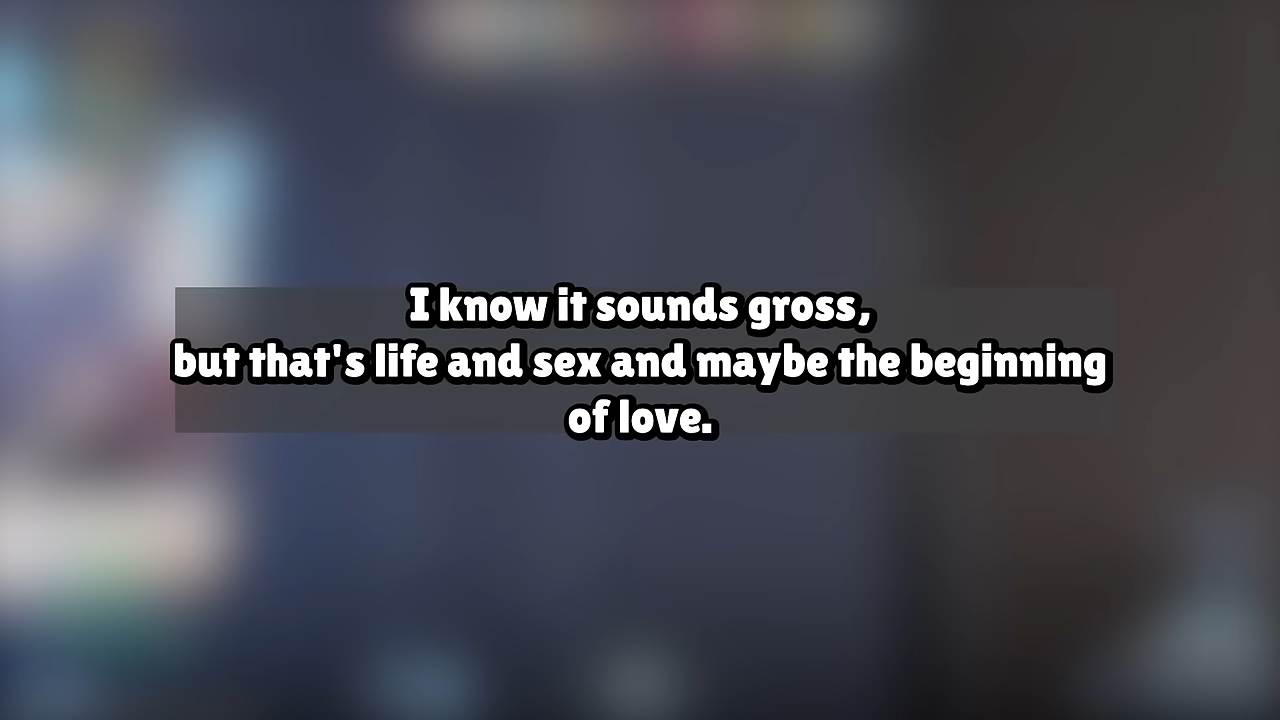 I know it sounds gross,
but that's life and sex and maybe the beginning
of love.